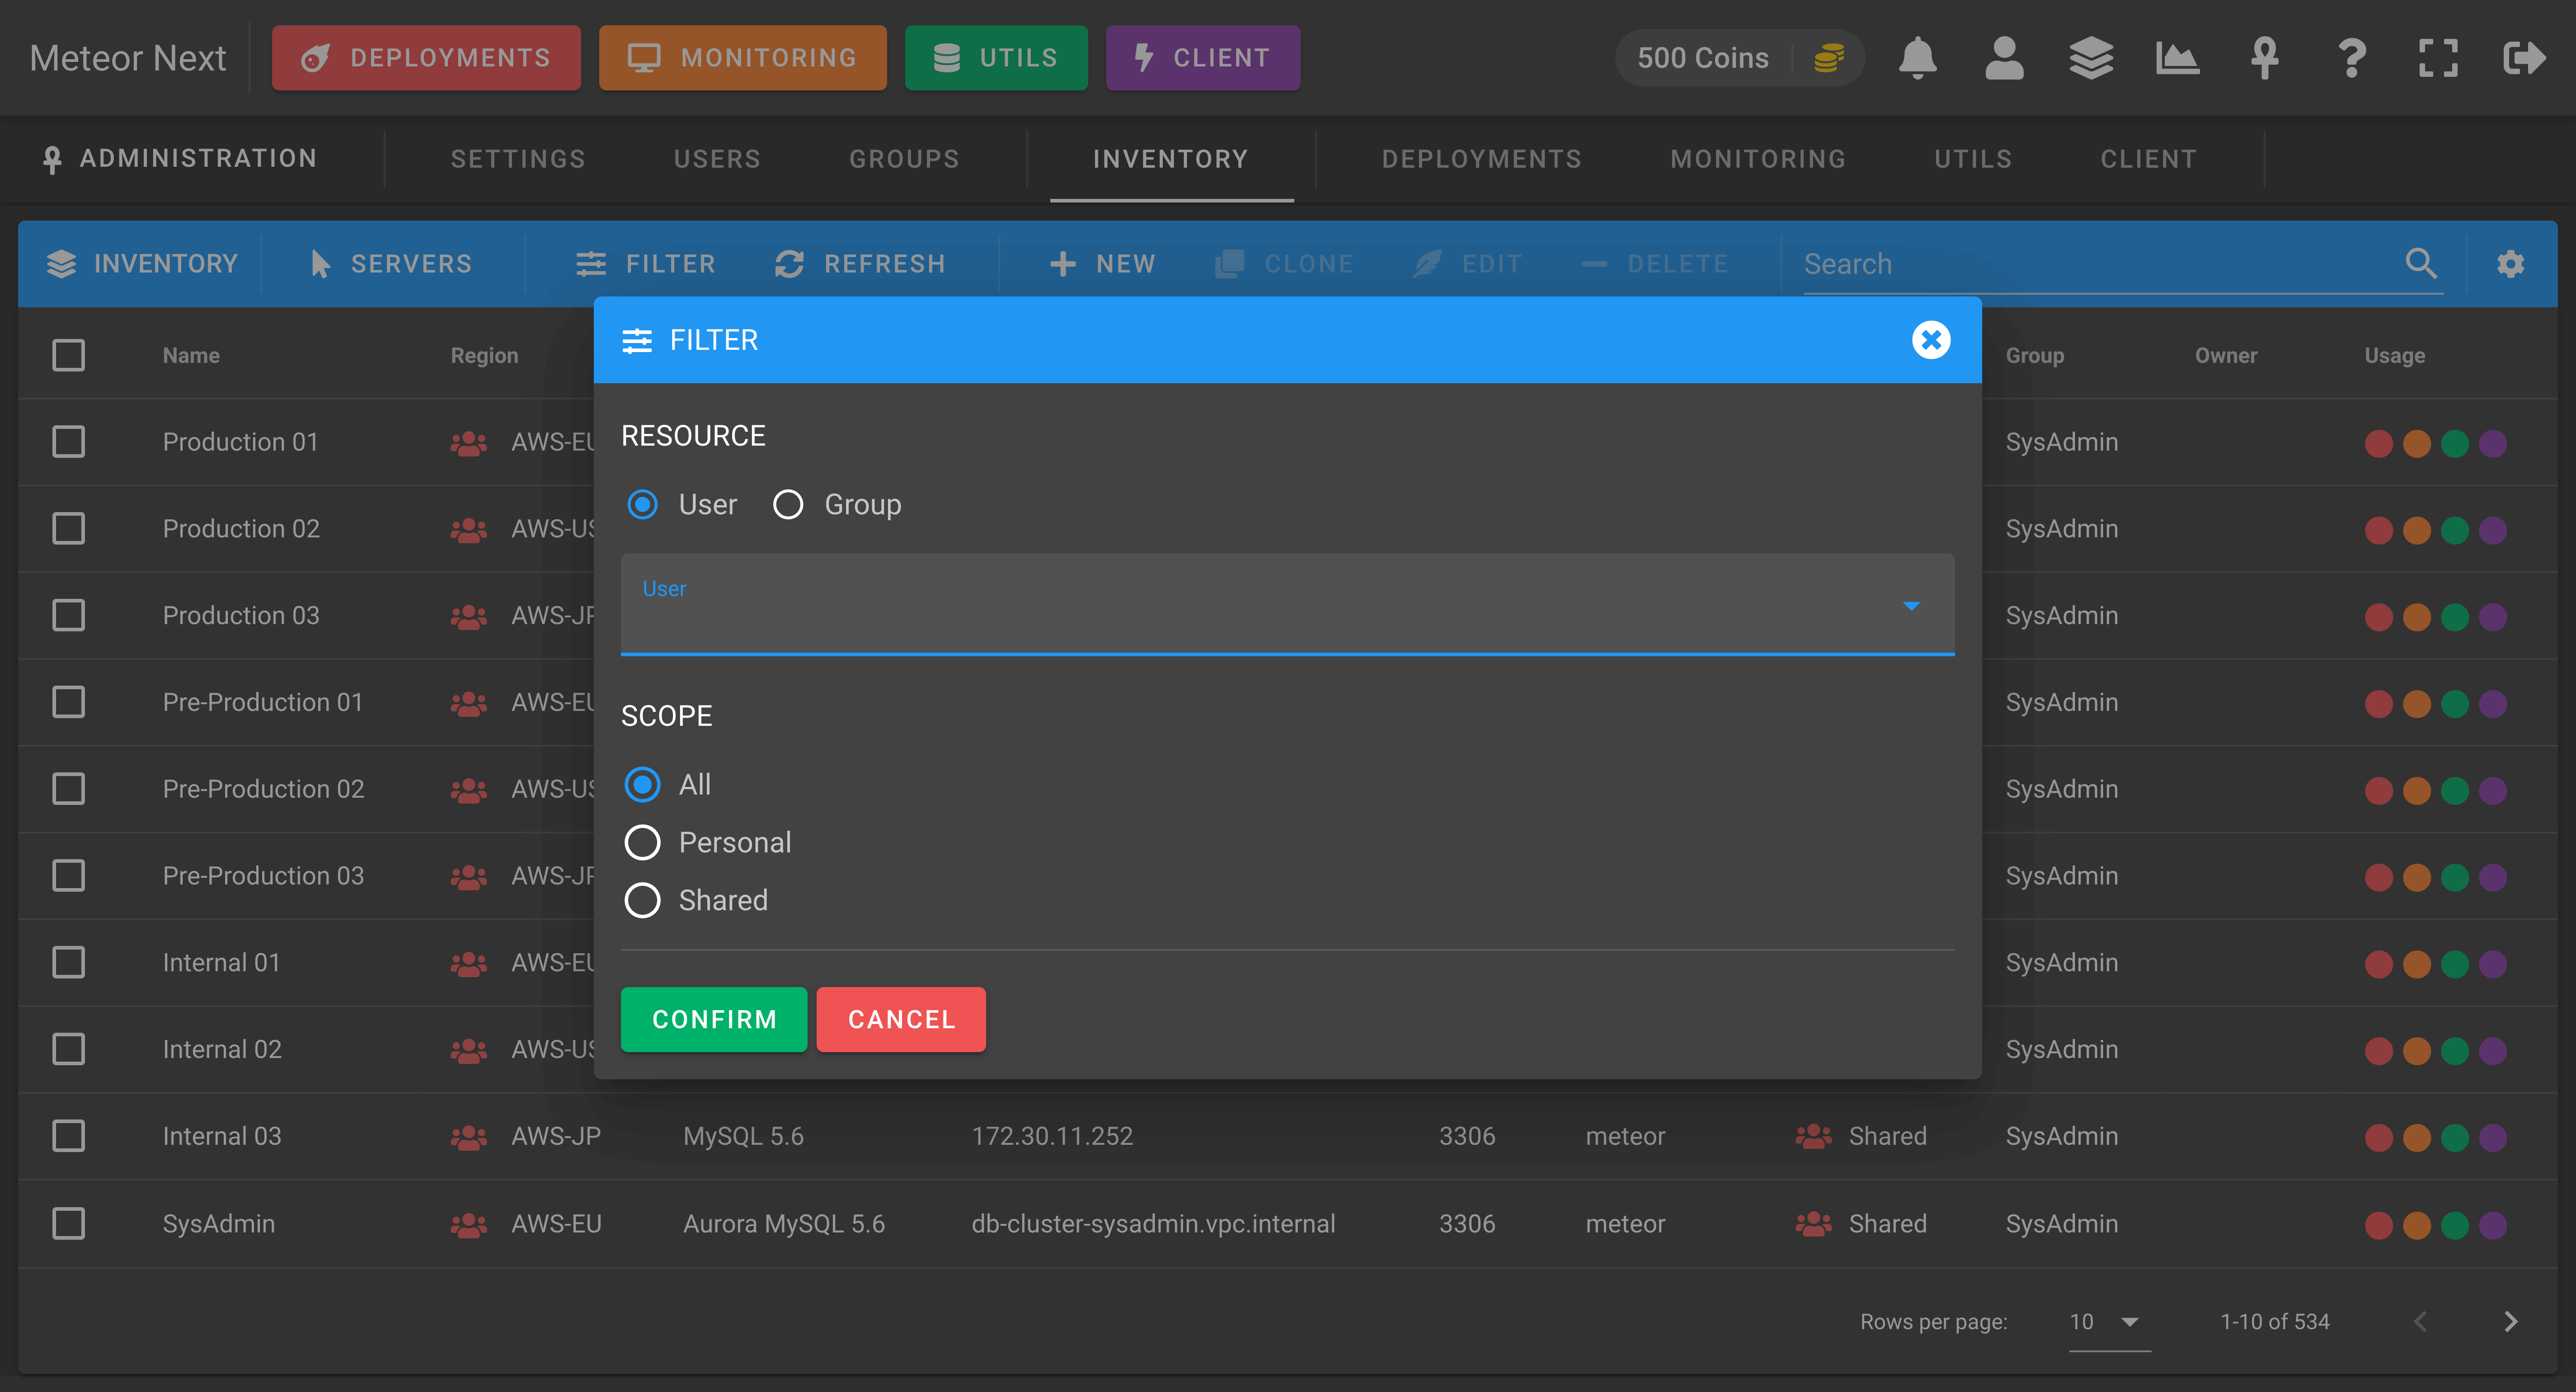 Meteor Next DEPLOYMENTS MONITORING UTILS CLIENT 500 Coins
ADMINISTRATION SETTINGS USERS GROUPS INVENTORY DEPLOYMENTS MONITORING UTILS CLIENT
INVENTORY SERVERS FILTER REFRESH NEW CLONE EDIT DELETE Search
FILTER
RESOURCE
User Group
User
SCOPE
All
Personal
Shared
CONFIRM CANCEL
Name Region Group Owner Usage
Production 01 AWS-EU SysAdmin
Production 02 AWS-US SysAdmin
Production 03 AWS-JP SysAdmin
Pre-Production 01 AWS-EU SysAdmin
Pre-Production 02 AWS-US SysAdmin
Pre-Production 03 AWS-JP SysAdmin
Internal 01 AWS-EU SysAdmin
Internal 02 AWS-US SysAdmin
Internal 03 AWS-JP MySQL 5.6 172.30.11.252 3306 meteor Shared SysAdmin
SysAdmin AWS-EU Aurora MySQL 5.6 db-cluster-sysadmin.vpc.internal 3306 meteor Shared SysAdmin
Rows per page: 10 1-10 of 534